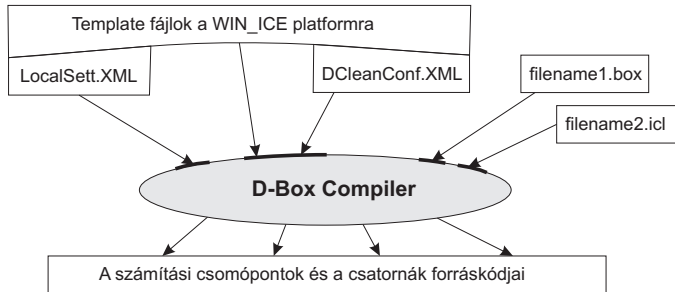 Template fájlok a WIN_ICE platformra
LocalSett.XML
DCleanConf.XML
filename1.box
filename2.icl
D-Box Compiler
A számítási csomópontok és a csatornák forráskódjai